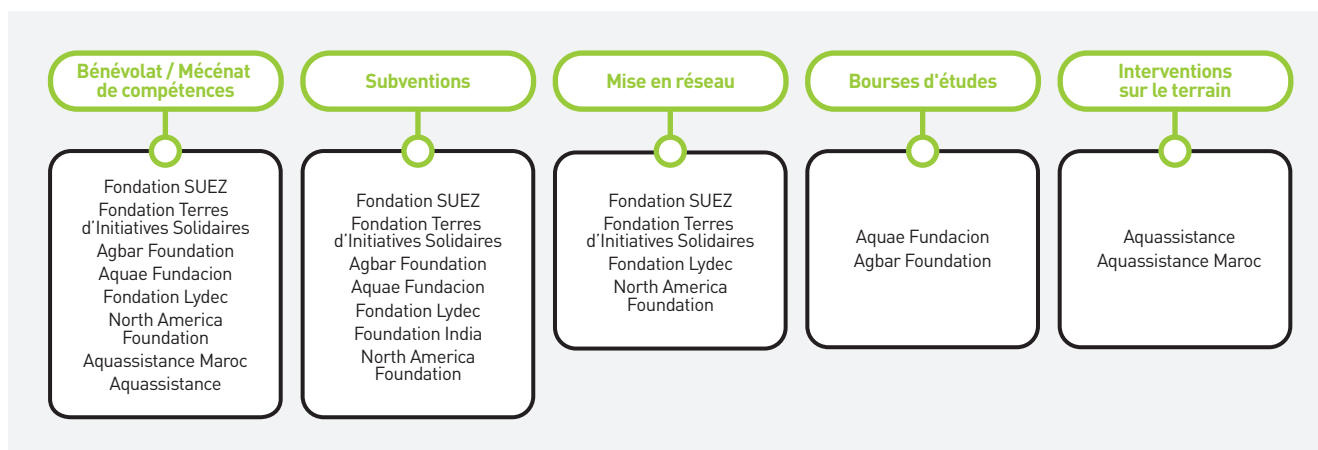 Bénévolat / Mécénat
de compétences
Fondation SUEZ
Fondation Terres
d'Initiatives Solidaires
Agbar Foundation
Aquae Fundacion
Fondation Lydec
North America
Foundation
Aquassistance Maroc
Aquassistance
Subventions
Fondation SUEZ
Fondation Terres
d'Initiatives Solidaires
Agbar Foundation
Aquae Fundacion
Fondation Lydec
Foundation India
North America
Foundation
Mise en réseau
Fondation SUEZ
Fondation Terres
d'Initiatives Solidaires
Fondation Lydec
North America
Foundation
Bourses d'études
Aquae Fundacion
Agbar Foundation
Interventions
sur le terrain
Aquassistance
Aquassistance Maroc